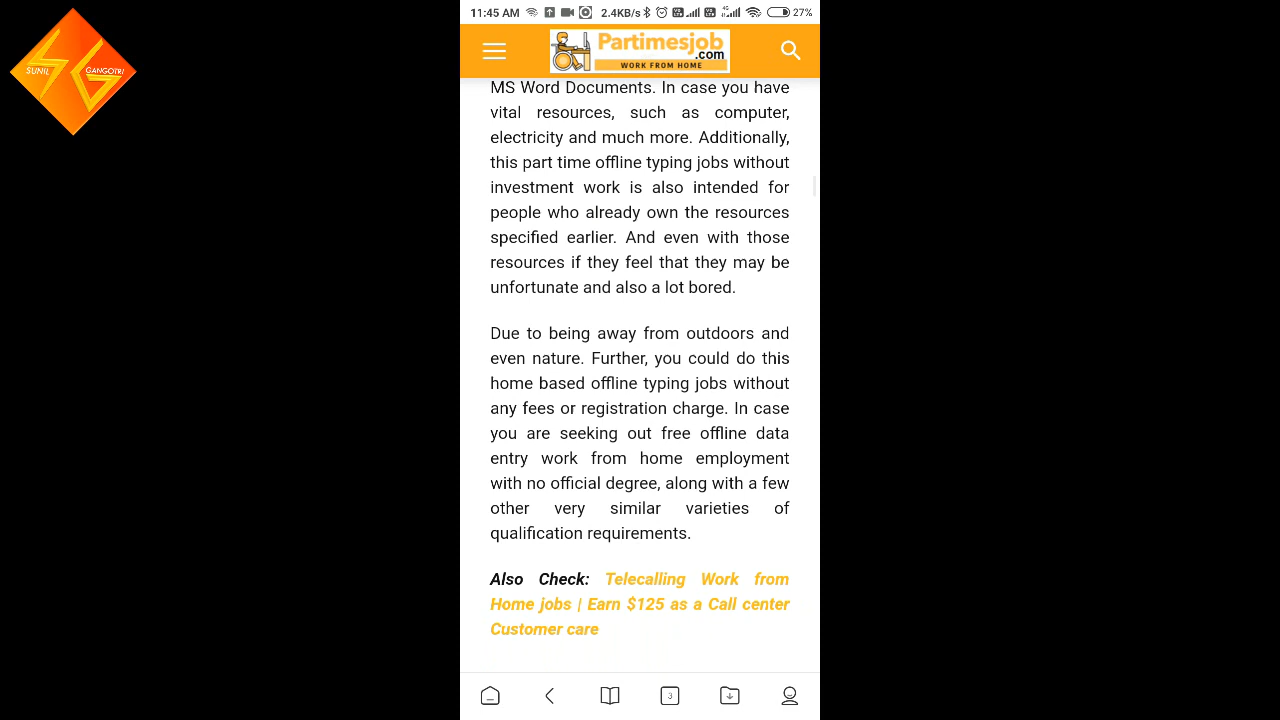 SUNIL
GANGOTRI
11:45 AM 2.4KB/s 4G 27%
Partimesjob
.com
WORK FROM HOME
MS Word Documents. In case you have
vital resources, such as computer,
electricity and much more. Additionally,
this part time offline typing jobs without
investment work is also intended for
people who already own the resources
specified earlier. And even with those
resources if they feel that they may be
unfortunate and also a lot bored.
Due to being away from outdoors and
even nature. Further, you could do this
home based offline typing jobs without
any fees or registration charge. In case
you are seeking out free offline data
entry work from home employment
with no official degree, along with a few
other very similar varieties of
qualification requirements.
Also Check: Telecalling Work from
Home jobs | Earn $125 as a Call center
Customer care
3